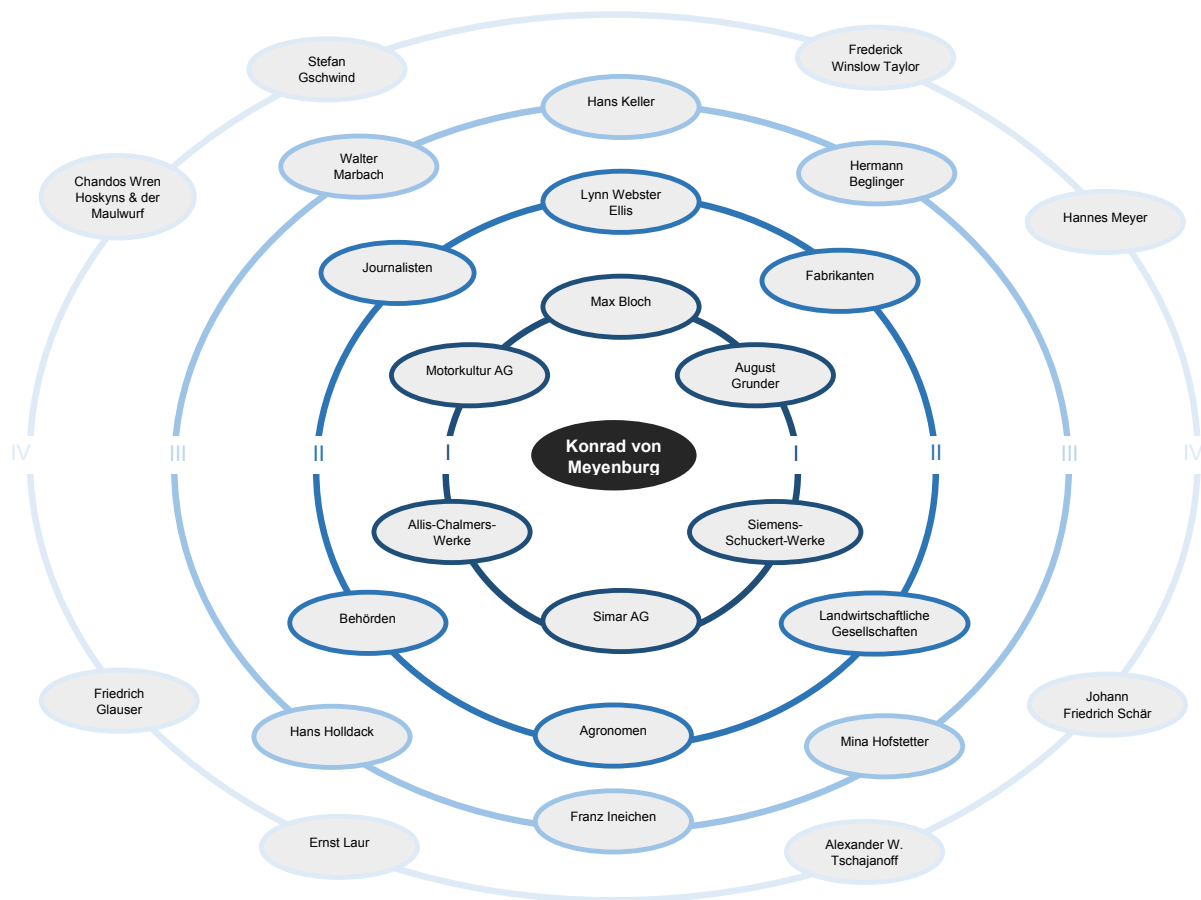 Stefan
Gschwind
Frederick
Winslow Taylor
Hans Keller
Walter
Marbach
Hermann
Beglinger
Chandos Wren
Hoskyns & der
Maulwurf
Lynn Webster
Ellis
Hannes Meyer
Journalisten
Fabrikanten
Max Bloch
Motorkultur AG
August
Grunder
IV
III
II
I
Konrad von
Meyenburg
I
II
III
IV
Allis-Chalmers-
Werke
Siemens-
Schuckert-Werke
Behörden
Simar AG
Landwirtschaftliche
Gesellschaften
Friedrich
Glauser
Johann
Friedrich Schär
Hans Holldack
Agronomen
Mina Hofstetter
Franz Ineichen
Ernst Laur
Alexander W.
Tschajanoff